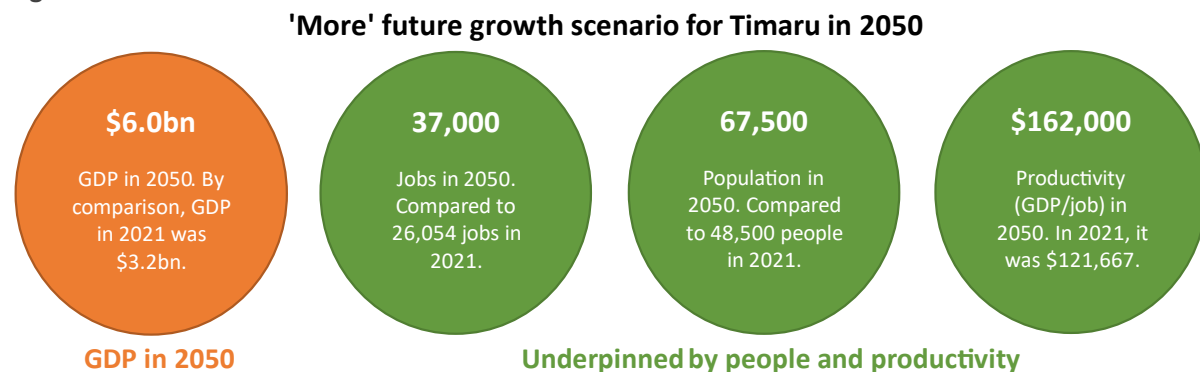 'More' future growth scenario for Timaru in 2050
$6.0bn
GDP in 2050. By
comparison, GDP
in 2021 was
$3.2bn.
37,000
Jobs in 2050.
Compared to
26,054 jobs in
2021.
67,500
Population in
2050. Compared
to 48,500 people
in 2021.
$162,000
Productivity
(GDP/job) in
2050. In 2021, it
was $121,667.
GDP in 2050
Underpinned by people and productivity